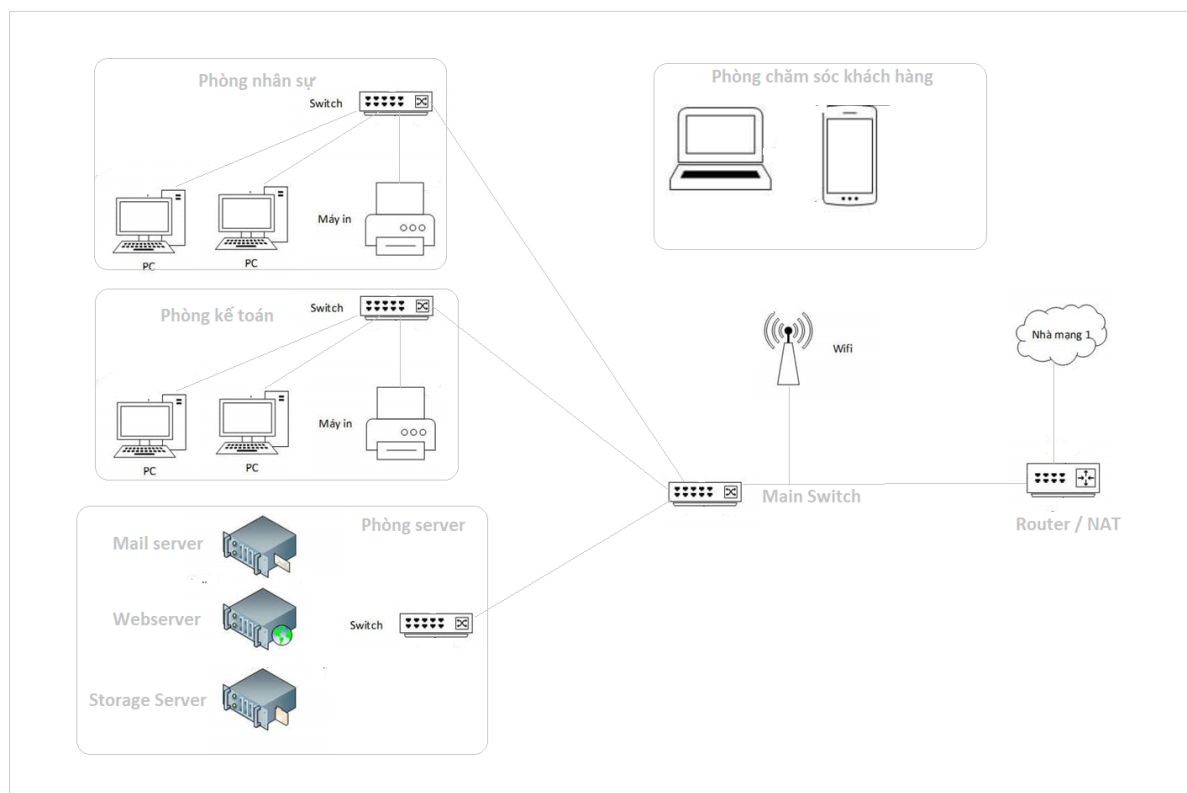 Phòng nhân sự
Switch
PC
PC
Máy in
Phòng chăm sóc khách hàng
Phòng kế toán
Switch
PC
PC
Máy in
Wifi
Nhà mạng 1
Main Switch
Router / NAT
Phòng server
Mail server
Webserver
Switch
Storage Server